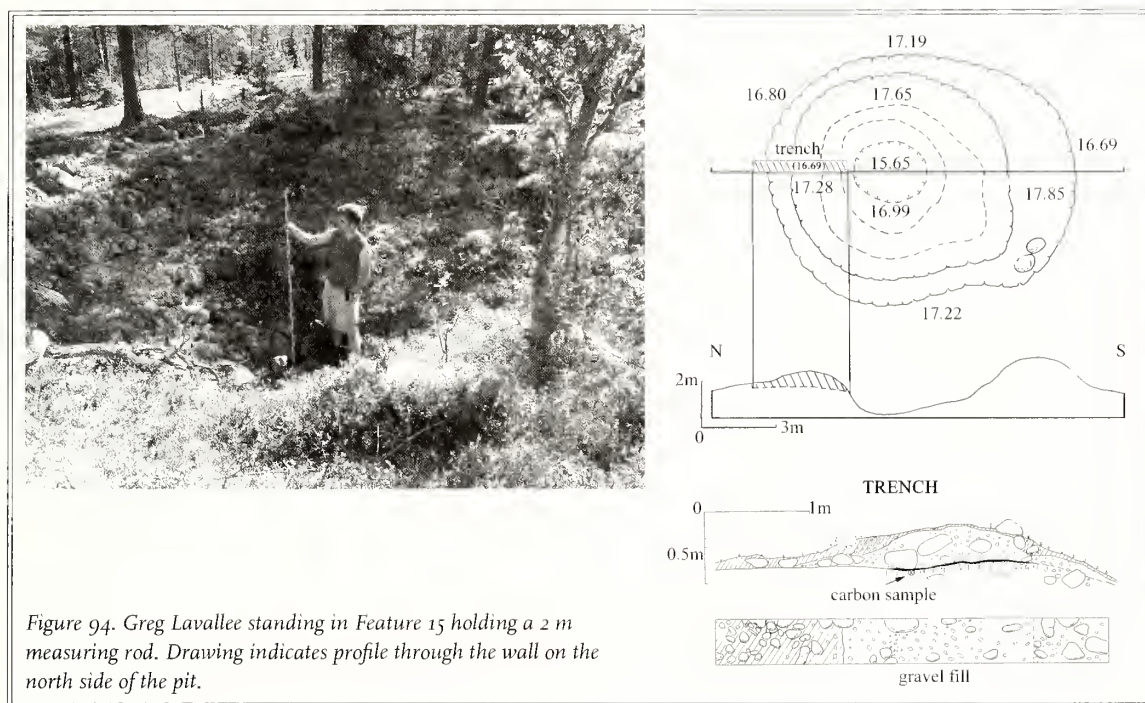 17.19
16.80
17.65
trench
16.69
(16.69)
15.65
17.28
17.85
16.99
17.22
N
S
2m
0
3m
TRENCH
0
1m
0.5m
carbon sample
gravel fill
Figure 94. Greg Lavallee standing in Feature 15 holding a 2 m
measuring rod. Drawing indicates profile through the wall on the
north side of the pit.